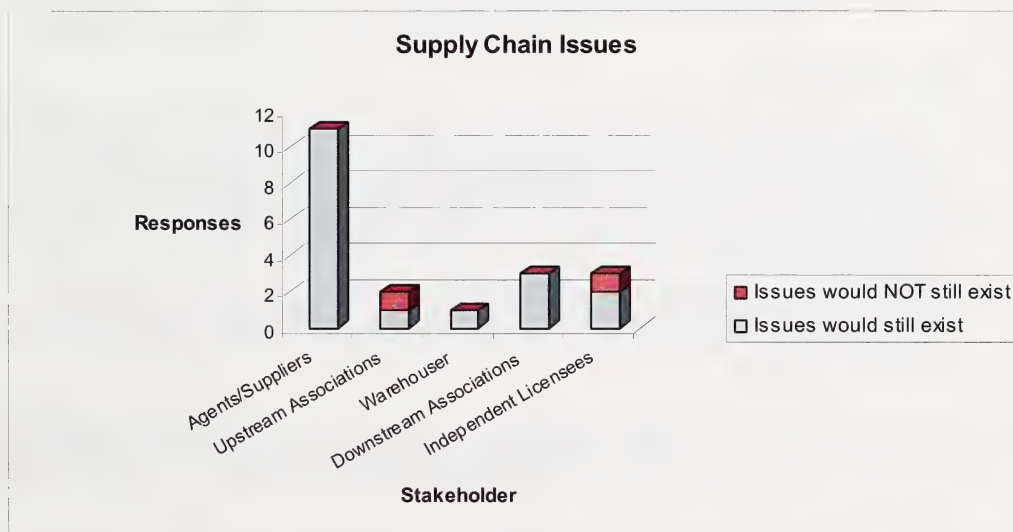 Supply Chain Issues
12
10
8
6
4
2
0
Responses
Agents/Suppliers
Upstream Associations
Warehouser
Downstream Associations
Independent Licensees
Stakeholder
Issues would NOT still exist
Issues would still exist